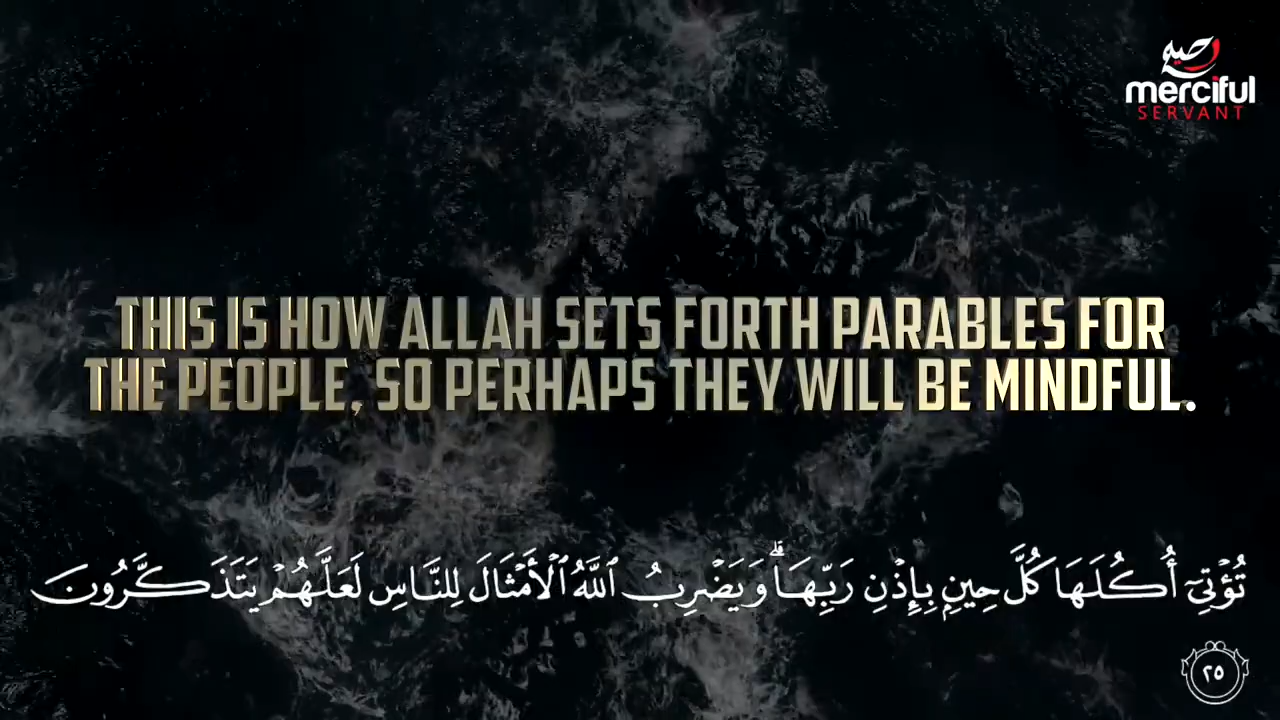 رحيم
merciful
SERVANT
THIS IS HOW ALLAH SETS FORTH PARABLES FOR
THE PEOPLE, SO PERHAPS THEY WILL BE MINDFUL.
تُؤْتِىٓ أُكُلَهَا كُلَّ حِينٍۭ بِإِذْنِ رَبِّهَا ۗ وَيَضْرِبُ ٱللَّهُ ٱلْأَمْثَالَ لِلنَّاسِ لَعَلَّهُمْ يَتَذَكَّرُونَ
٢٥